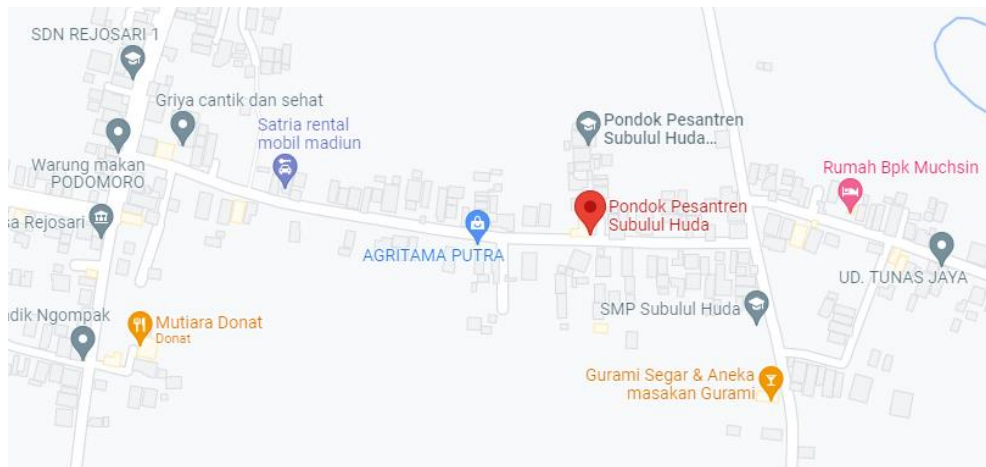 SDN REJOSARI 1
Griya cantik dan sehat
Satria rental
mobil madiun
Warung makan
PODOMORO
Rejosari
AGRITAMA PUTRA
Pondok Pesantren
Subulul Huda...
Pondok Pesantren
Subulul Huda
Rumah Bpk Muchsin
UD. TUNAS JAYA
SMP Subulul Huda
Ngompak
Mutiara Donat
Donat
Gurami Segar & Aneka
masakan Gurami